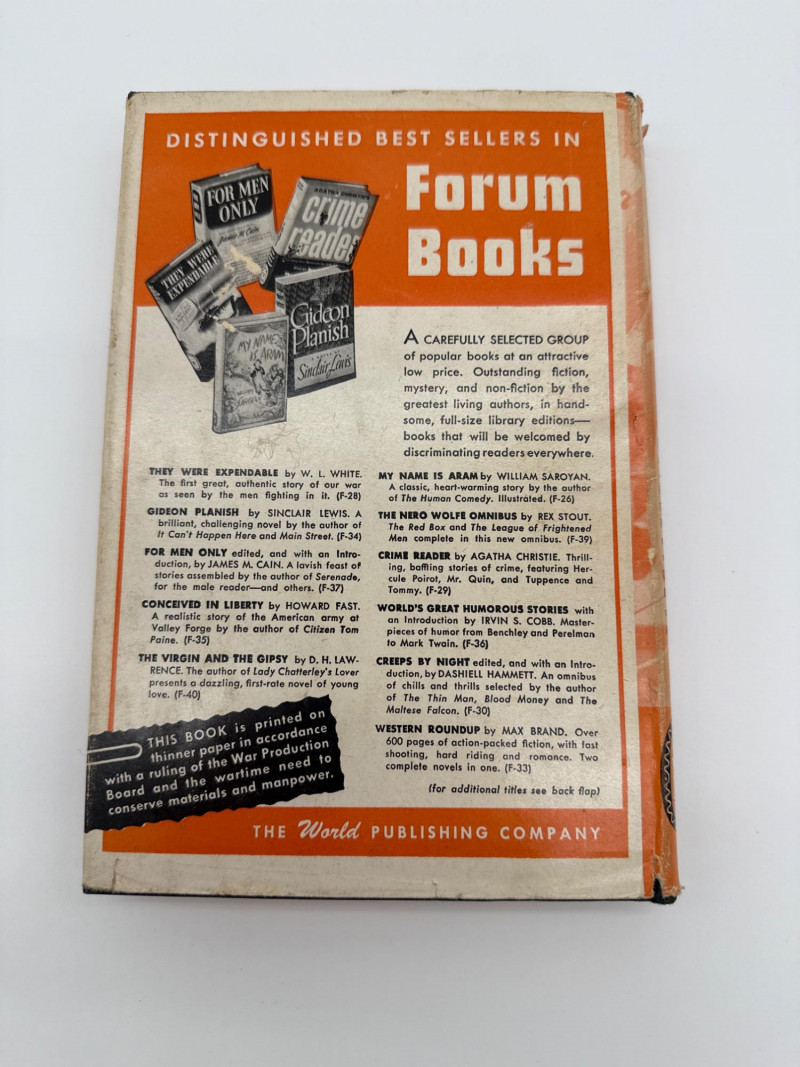 DISTINGUISHED BEST SELLERS IN
Forum
Books
FOR MEN
ONLY
James M. Cain
AGATHA CHRISTIE'S
crime
reader
THEY WERE
EXPENDABLE
Gideon
Planish
Sinclair Lewis
MY NAME
IS ARAM
A CAREFULLY SELECTED GROUP
of popular books at an attractive
low price. Outstanding fiction,
mystery, and non-fiction by the
greatest living authors, in hand-
some, full-size library editions—
books that will be welcomed by
discriminating readers everywhere.
THEY WERE EXPENDABLE by W. L. WHITE.
The first great, authentic story of our war
as seen by the men fighting in it. (F-28)
GIDEON PLANISH by SINCLAIR LEWIS. A
brilliant, challenging novel by the author of
It Can't Happen Here and Main Street. (F-34)
FOR MEN ONLY edited, and with an Intro-
duction, by JAMES M. CAIN. A lavish feast of
stories assembled by the author of Serenade,
for the male reader—and others. (F-37)
CONCEIVED IN LIBERTY by HOWARD FAST.
A realistic story of the American army at
Valley Forge by the author of Citizen Tom
Paine. (F-35)
THE VIRGIN AND THE GIPSY by D. H. LAW-
RENCE. The author of Lady Chatterley's Lover
presents a dazzling, first-rate novel of young
love. (F-40)
MY NAME IS ARAM by WILLIAM SAROYAN.
A classic, heart-warming story by the author
of The Human Comedy. Illustrated. (F-26)
THE NERO WOLFE OMNIBUS by REX STOUT.
The Red Box and The League of Frightened
Men complete in this new omnibus. (F-39)
CRIME READER by AGATHA CHRISTIE. Thrill-
ing, baffling stories of crime, featuring Her-
cule Poirot, Mr. Quin, and Tuppence and
Tommy. (F-29)
WORLD'S GREAT HUMOROUS STORIES with
an Introduction by IRVIN S. COBB. Master-
pieces of humor from Benchley and Perelman
to Mark Twain. (F-36)
CREEPS BY NIGHT edited, and with an Intro-
duction, by DASHIELL HAMMETT. An omnibus
of chills and thrills selected by the author
of The Thin Man, Blood Money and The
Maltese Falcon. (F-30)
WESTERN ROUNDUP by MAX BRAND. Over
600 pages of action-packed fiction, with fast
shooting, hard riding and romance. Two
complete novels in one. (F-33)
(for additional titles see back flap)
THIS BOOK is printed on
thinner paper in accordance
with a ruling of the War Production
Board and the wartime need to
conserve materials and manpower.
THE World PUBLISHING COMPANY